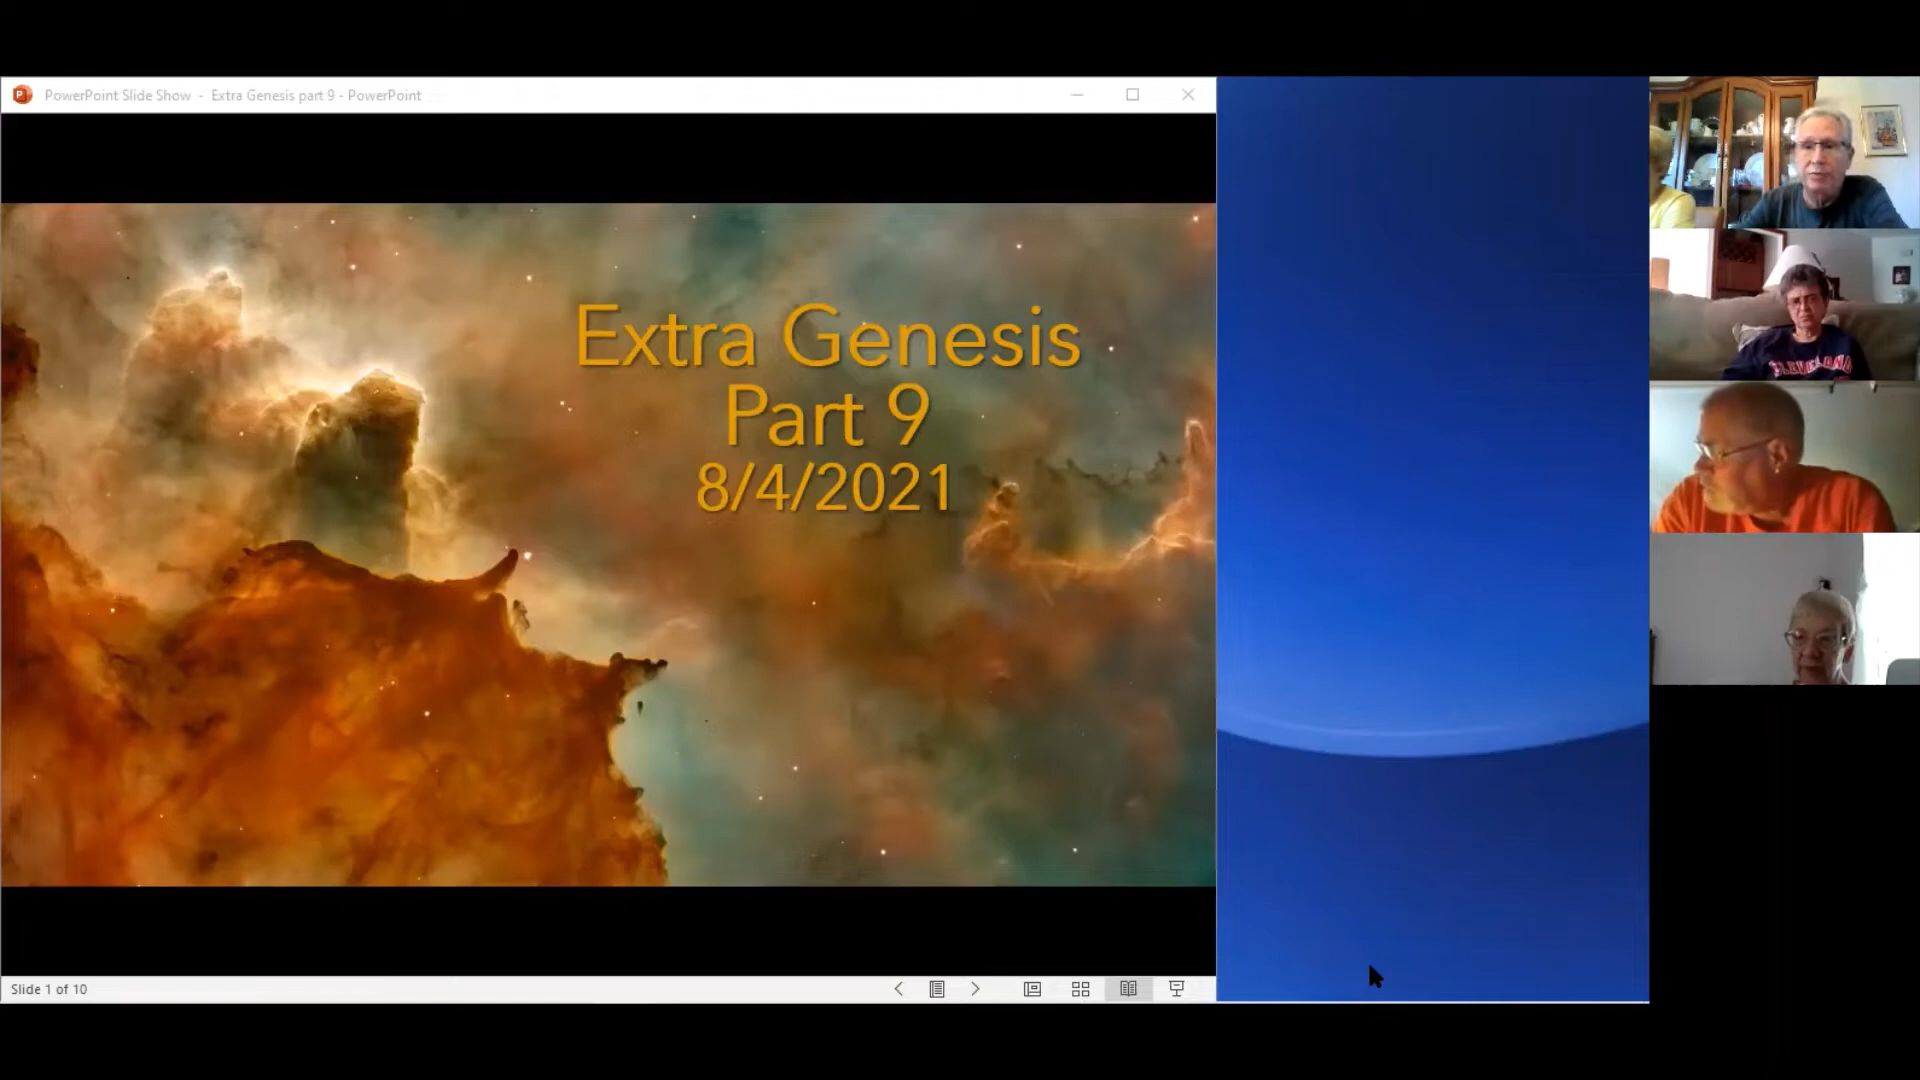 PowerPoint Slide Show - Extra Genesis part 9 - PowerPoint
Extra Genesis
Part 9
8/4/2021
CLEVELAND
Slide 1 of 10